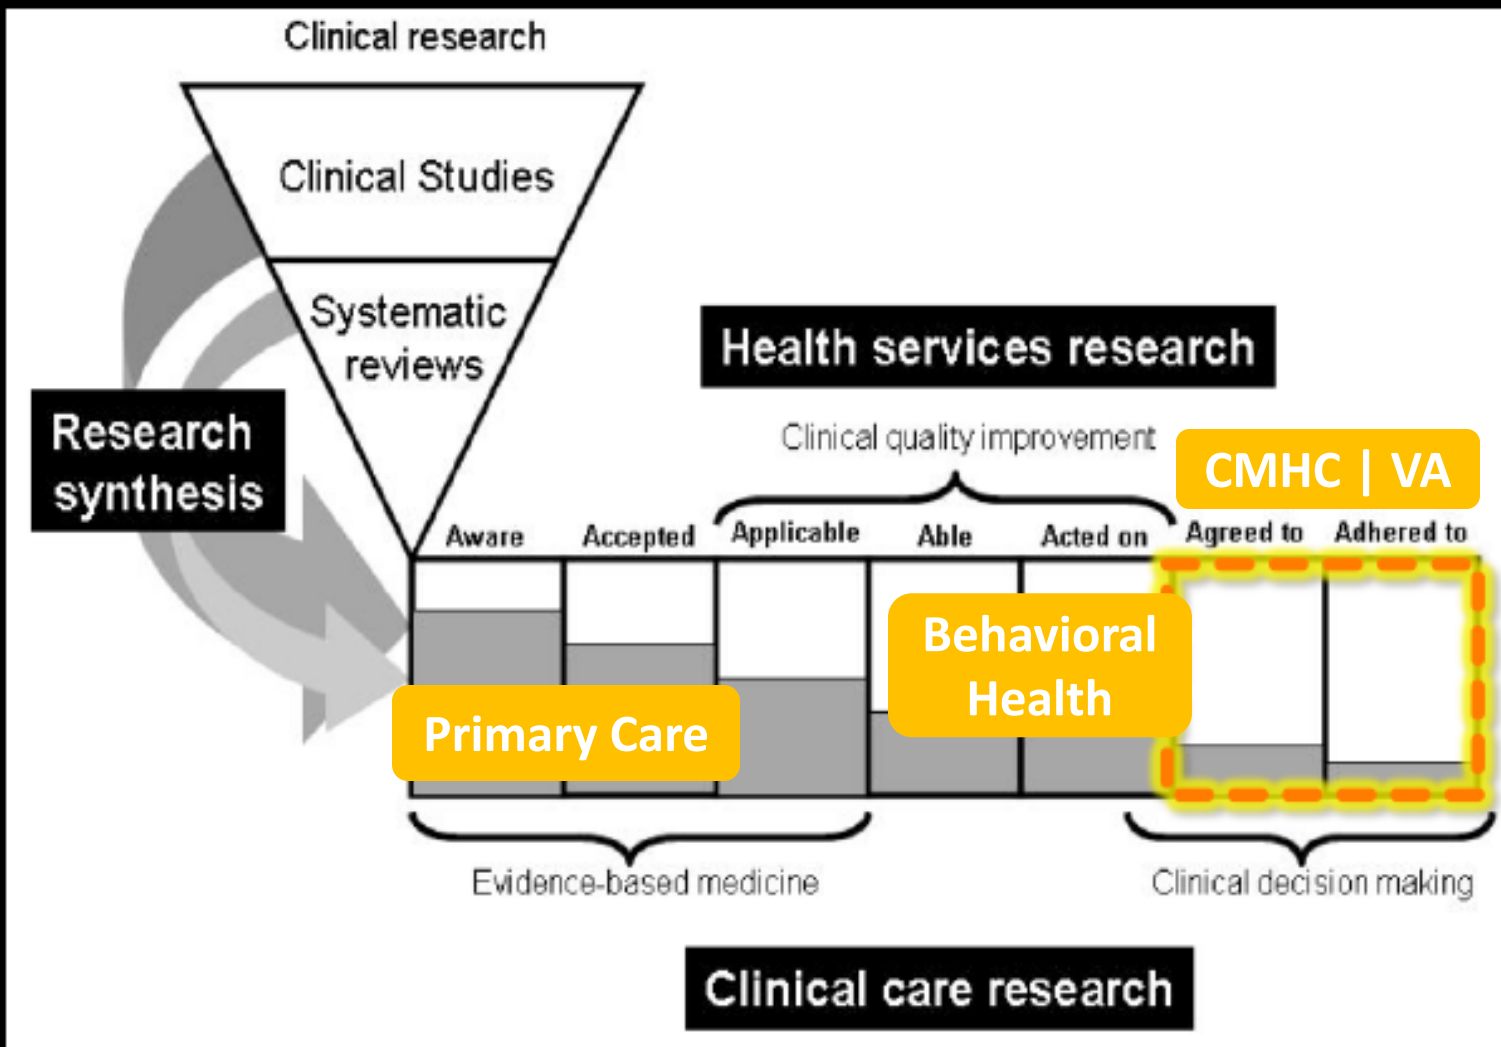 Clinical research
Clinical Studies
Systematic
reviews
Research
synthesis
Health services research
Clinical quality improvement
CMHC | VA
Aware
Accepted
Applicable
Able
Acted on
Agreed to
Adhered to
Behavioral
Health
Primary Care
Evidence-based medicine
Clinical decision making
Clinical care research